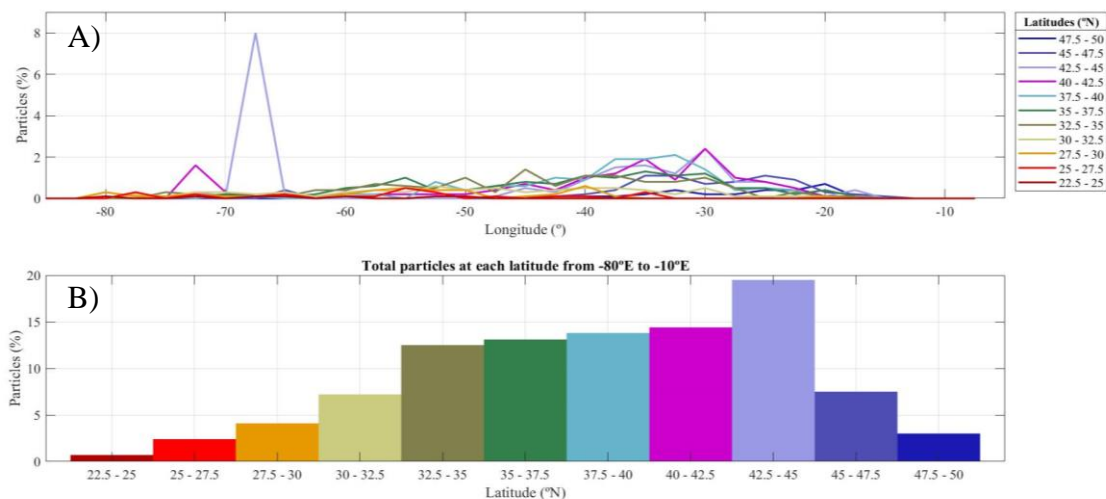 A)
Particles (%)
8
6
4
2
0
-80 -70 -60 -50 -40 -30 -20 -10
Longitude (º)
Latitudes (ºN)
47.5 - 50
45 - 47.5
42.5 - 45
40 - 42.5
37.5 - 40
35 - 37.5
32.5 - 35
30 - 32.5
27.5 - 30
25 - 27.5
22.5 - 25
Total particles at each latitude from -80ºE to -10ºE
B)
Particles (%)
20
15
10
5
0
22.5 - 25 25 - 27.5 27.5 - 30 30 - 32.5 32.5 - 35 35 - 37.5 37.5 - 40 40 - 42.5 42.5 - 45 45 - 47.5 47.5 - 50
Latitude (ºN)